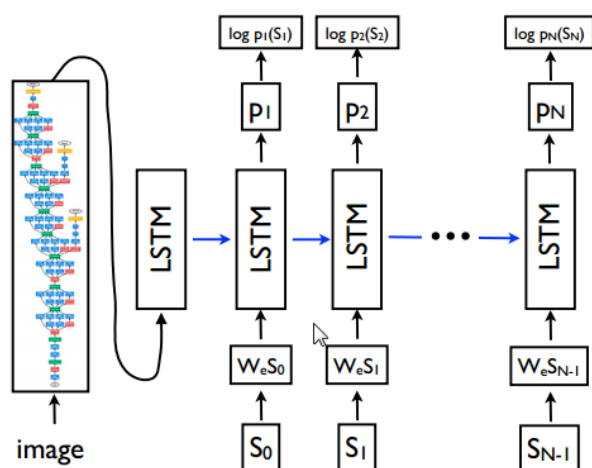 log p₁(S₁) log p₂(S₂) log pN(SN)
p₁ p₂ pN
LSTM LSTM LSTM LSTM
WₑS₀ WₑS₁ WₑSN-1
image S₀ S₁ SN-1